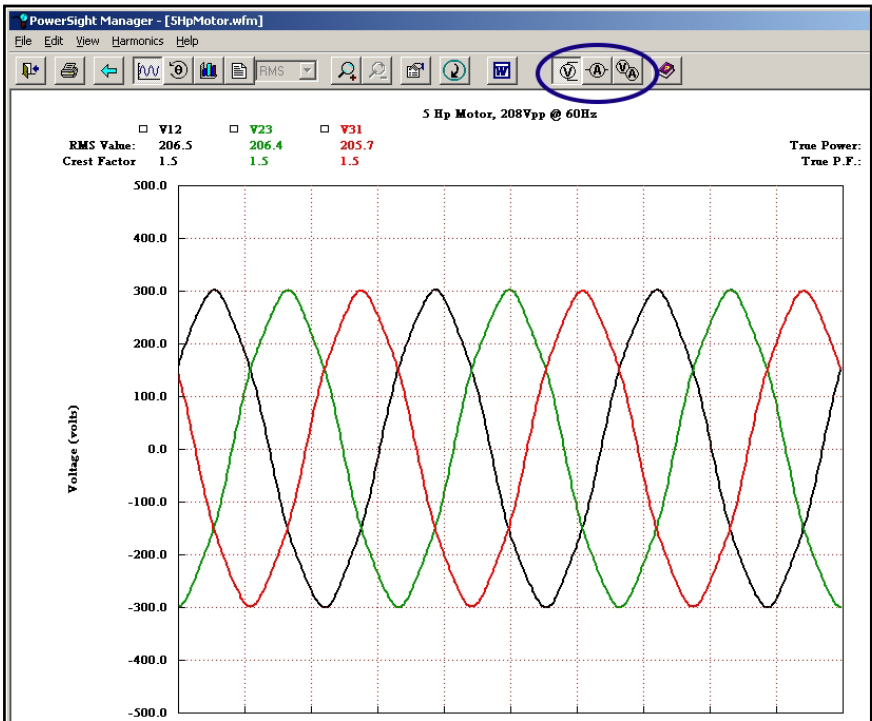 PowerSight Manager - [5HpMotor.wfm]
File Edit View Harmonics Help
RMS
5 Hp Motor, 208Vpp @ 60Hz
V12 V23 V31
RMS Value: 206.5 206.4 205.7 True Power:
Crest Factor 1.5 1.5 1.5 True P.F.:
500.0
400.0
300.0
200.0
100.0
0.0
-100.0
-200.0
-300.0
-400.0
-500.0
Voltage (volts)